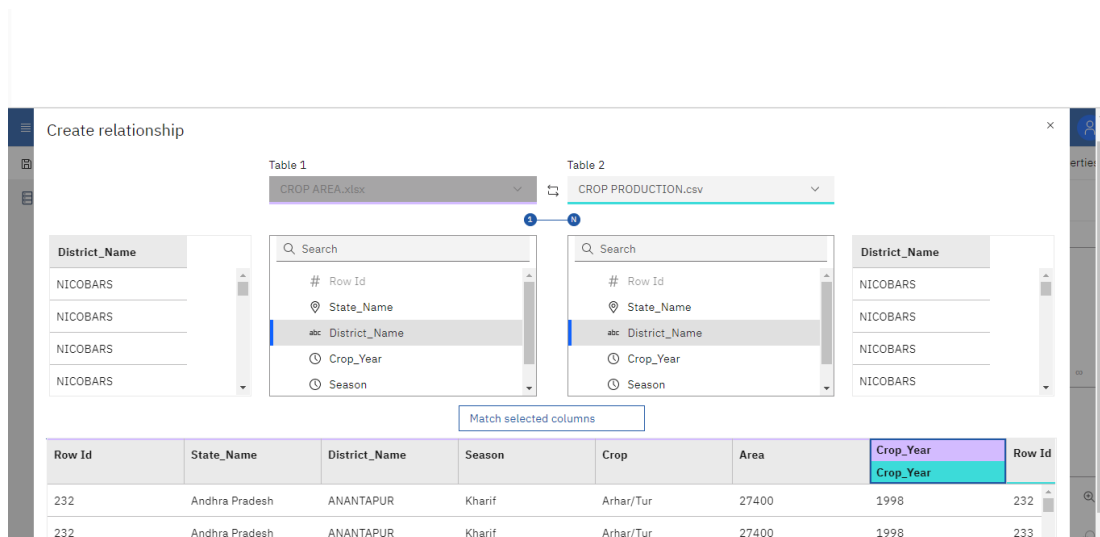 Create relationship
×
Table 1
Table 2
CROP AREA.xlsx
CROP PRODUCTION.csv
erties
1
N
District_Name
NICOBARS
NICOBARS
NICOBARS
NICOBARS
Search
# Row Id
State_Name
abc District_Name
Crop_Year
Season
Search
# Row Id
State_Name
abc District_Name
Crop_Year
Season
District_Name
NICOBARS
NICOBARS
NICOBARS
NICOBARS
Match selected columns
Row Id State_Name District_Name Season Crop Area Crop_Year Row Id
Crop_Year
232 Andhra Pradesh ANANTAPUR Kharif Arhar/Tur 27400 1998 232
232 Andhra Pradesh ANANTAPUR Kharif Arhar/Tur 27400 1998 233